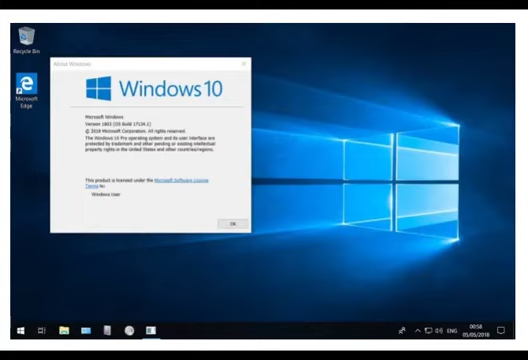 Recycle Bin
Microsoft
Edge
About Windows
Windows 10
Microsoft Windows
Version 1803 (OS Build 17134.1)
© 2018 Microsoft Corporation. All rights reserved.
The Windows 10 Pro operating system and its user interface are
protected by trademark and other pending or existing intellectual
property rights in the United States and other countries/regions.
This product is licensed under the Microsoft Software License
Terms to:
Windows User
OK
ENG
00:58
05/05/2018